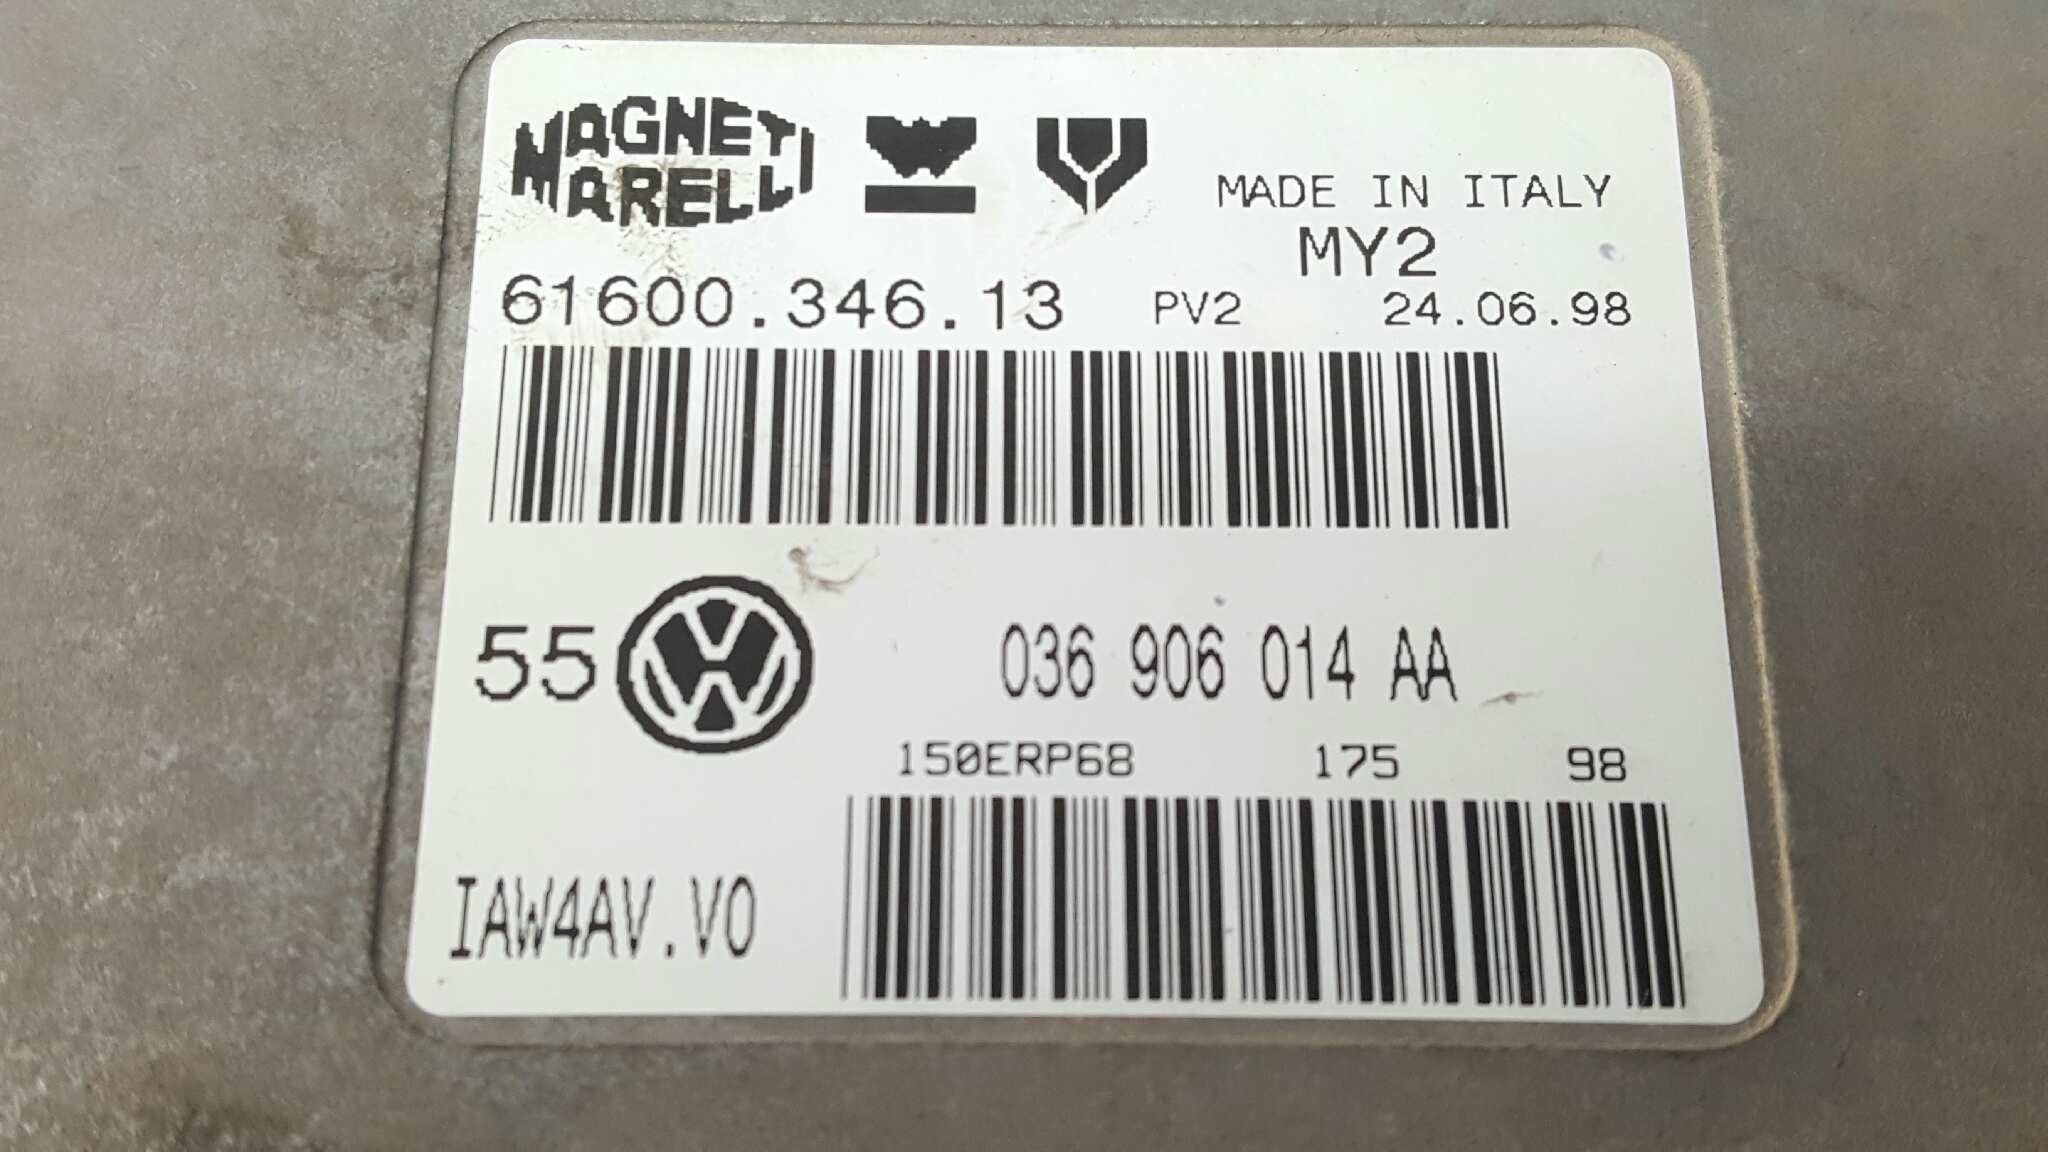 MAGNETI
MARELLI
MADE IN ITALY
MY2
61600.346.13 PV2 24.06.98
55 036 906 014 AA
150ERP68 175 98
IAW4AV.V0